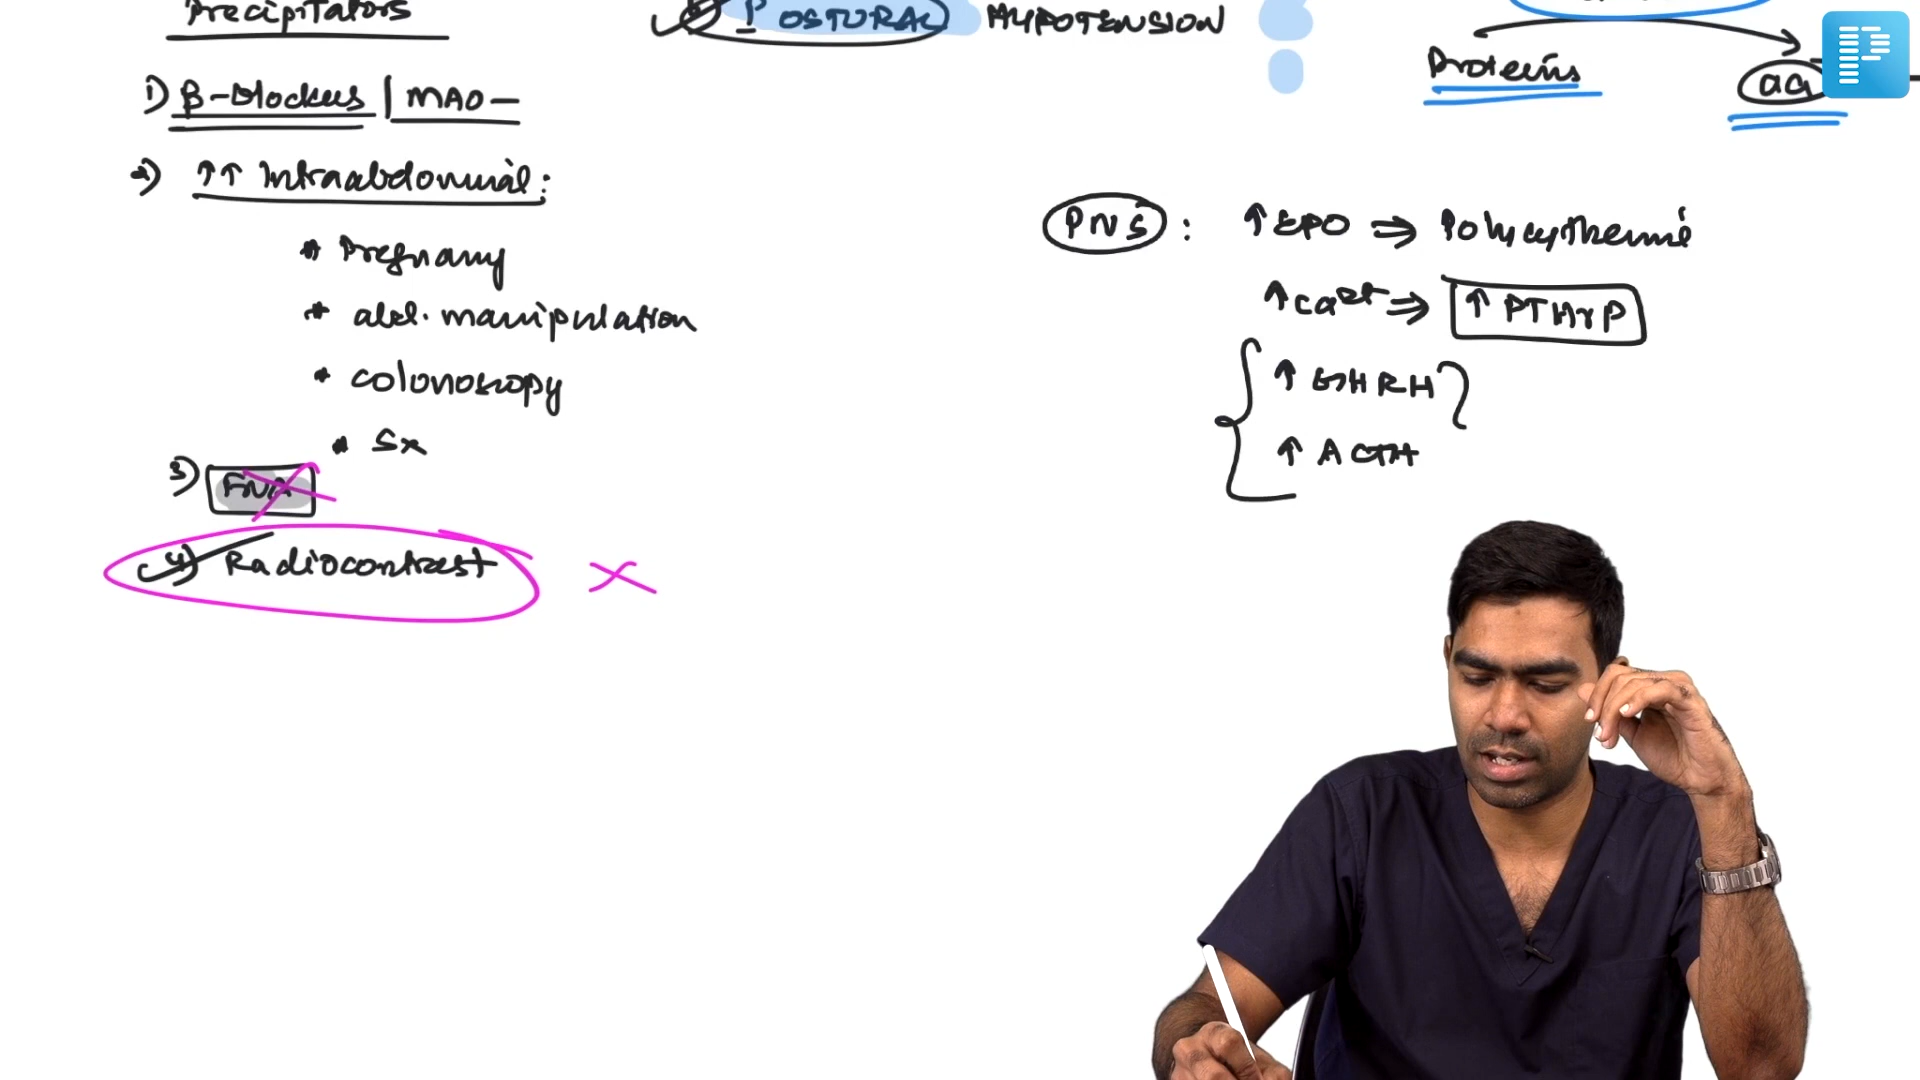 Precipitators
1) β-blockers | MAO-
2) ↑↑ Intraabdominal:
* Pregnancy
* abd. manipulation
* colonoscopy
* Sx
3) FNA
4) Radiocontrast
POSTURAL HYPOTENSION
Proteins
aa
PNS : ↑ EPO ⇒ Polycythemia
↑ Ca2+ ⇒ ↑ PTHrP
↑ GHRH
↑ ACTH